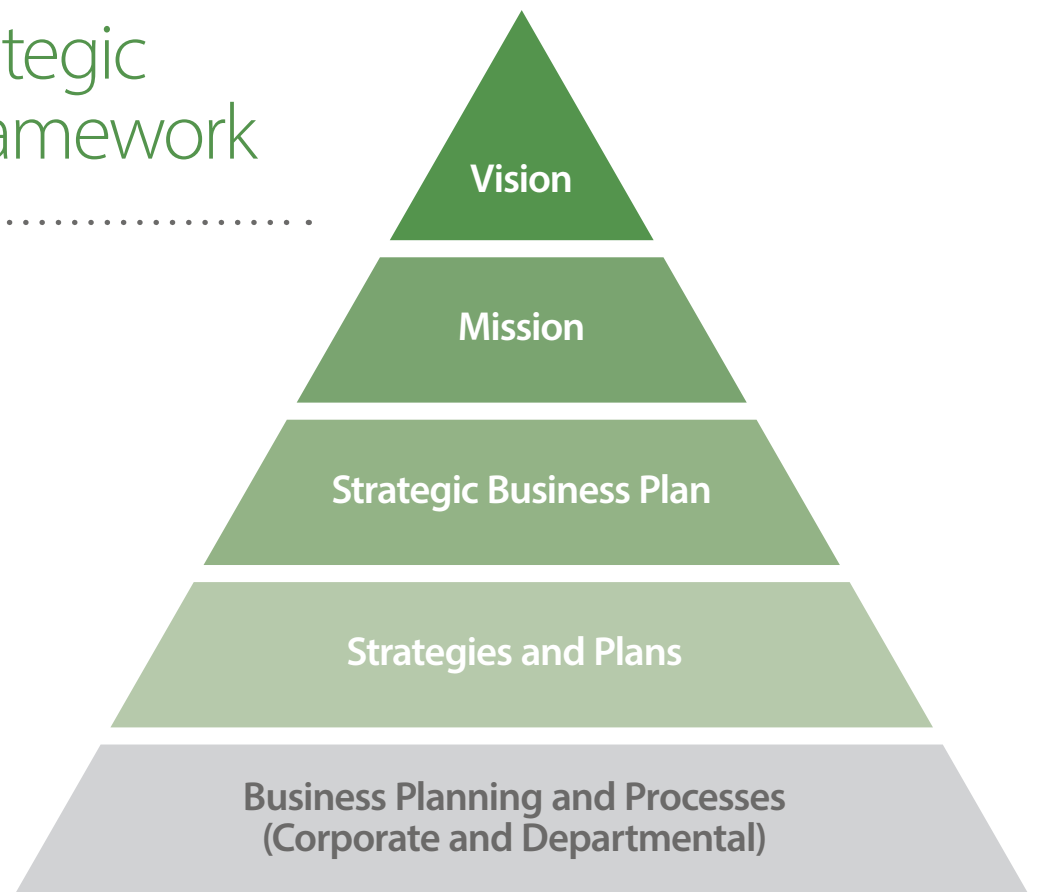 tegic
amework
Vision
Mission
Strategic Business Plan
Strategies and Plans
Business Planning and Processes
(Corporate and Departmental)